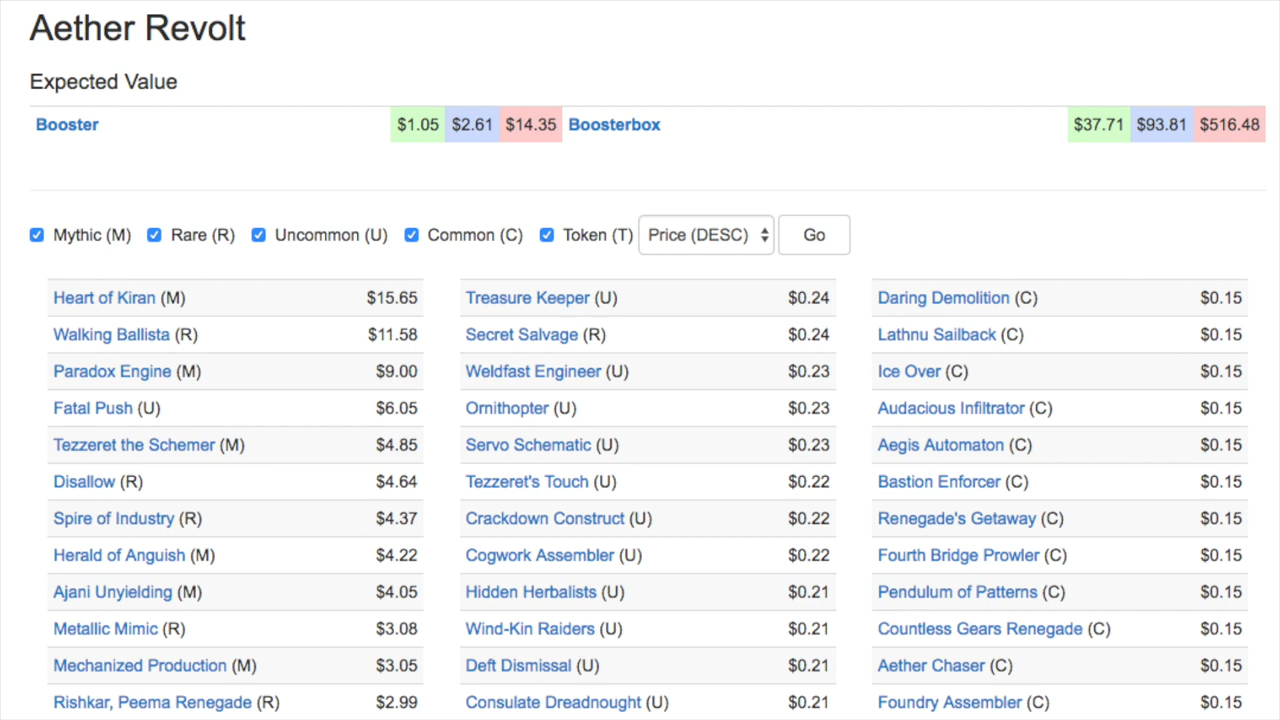 Aether Revolt
Expected Value
Booster $1.05 $2.61 $14.35 Boosterbox $37.71 $93.81 $516.48
Mythic (M) Rare (R) Uncommon (U) Common (C) Token (T) Price (DESC) Go
Heart of Kiran (M) $15.65
Walking Ballista (R) $11.58
Paradox Engine (M) $9.00
Fatal Push (U) $6.05
Tezzeret the Schemer (M) $4.85
Disallow (R) $4.64
Spire of Industry (R) $4.37
Herald of Anguish (M) $4.22
Ajani Unyielding (M) $4.05
Metallic Mimic (R) $3.08
Mechanized Production (M) $3.05
Rishkar, Peema Renegade (R) $2.99
Treasure Keeper (U) $0.24
Secret Salvage (R) $0.24
Weldfast Engineer (U) $0.23
Ornithopter (U) $0.23
Servo Schematic (U) $0.23
Tezzeret's Touch (U) $0.22
Crackdown Construct (U) $0.22
Cogwork Assembler (U) $0.22
Hidden Herbalists (U) $0.21
Wind-Kin Raiders (U) $0.21
Deft Dismissal (U) $0.21
Consulate Dreadnought (U) $0.21
Daring Demolition (C) $0.15
Lathnu Sailback (C) $0.15
Ice Over (C) $0.15
Audacious Infiltrator (C) $0.15
Aegis Automaton (C) $0.15
Bastion Enforcer (C) $0.15
Renegade's Getaway (C) $0.15
Fourth Bridge Prowler (C) $0.15
Pendulum of Patterns (C) $0.15
Countless Gears Renegade (C) $0.15
Aether Chaser (C) $0.15
Foundry Assembler (C) $0.15